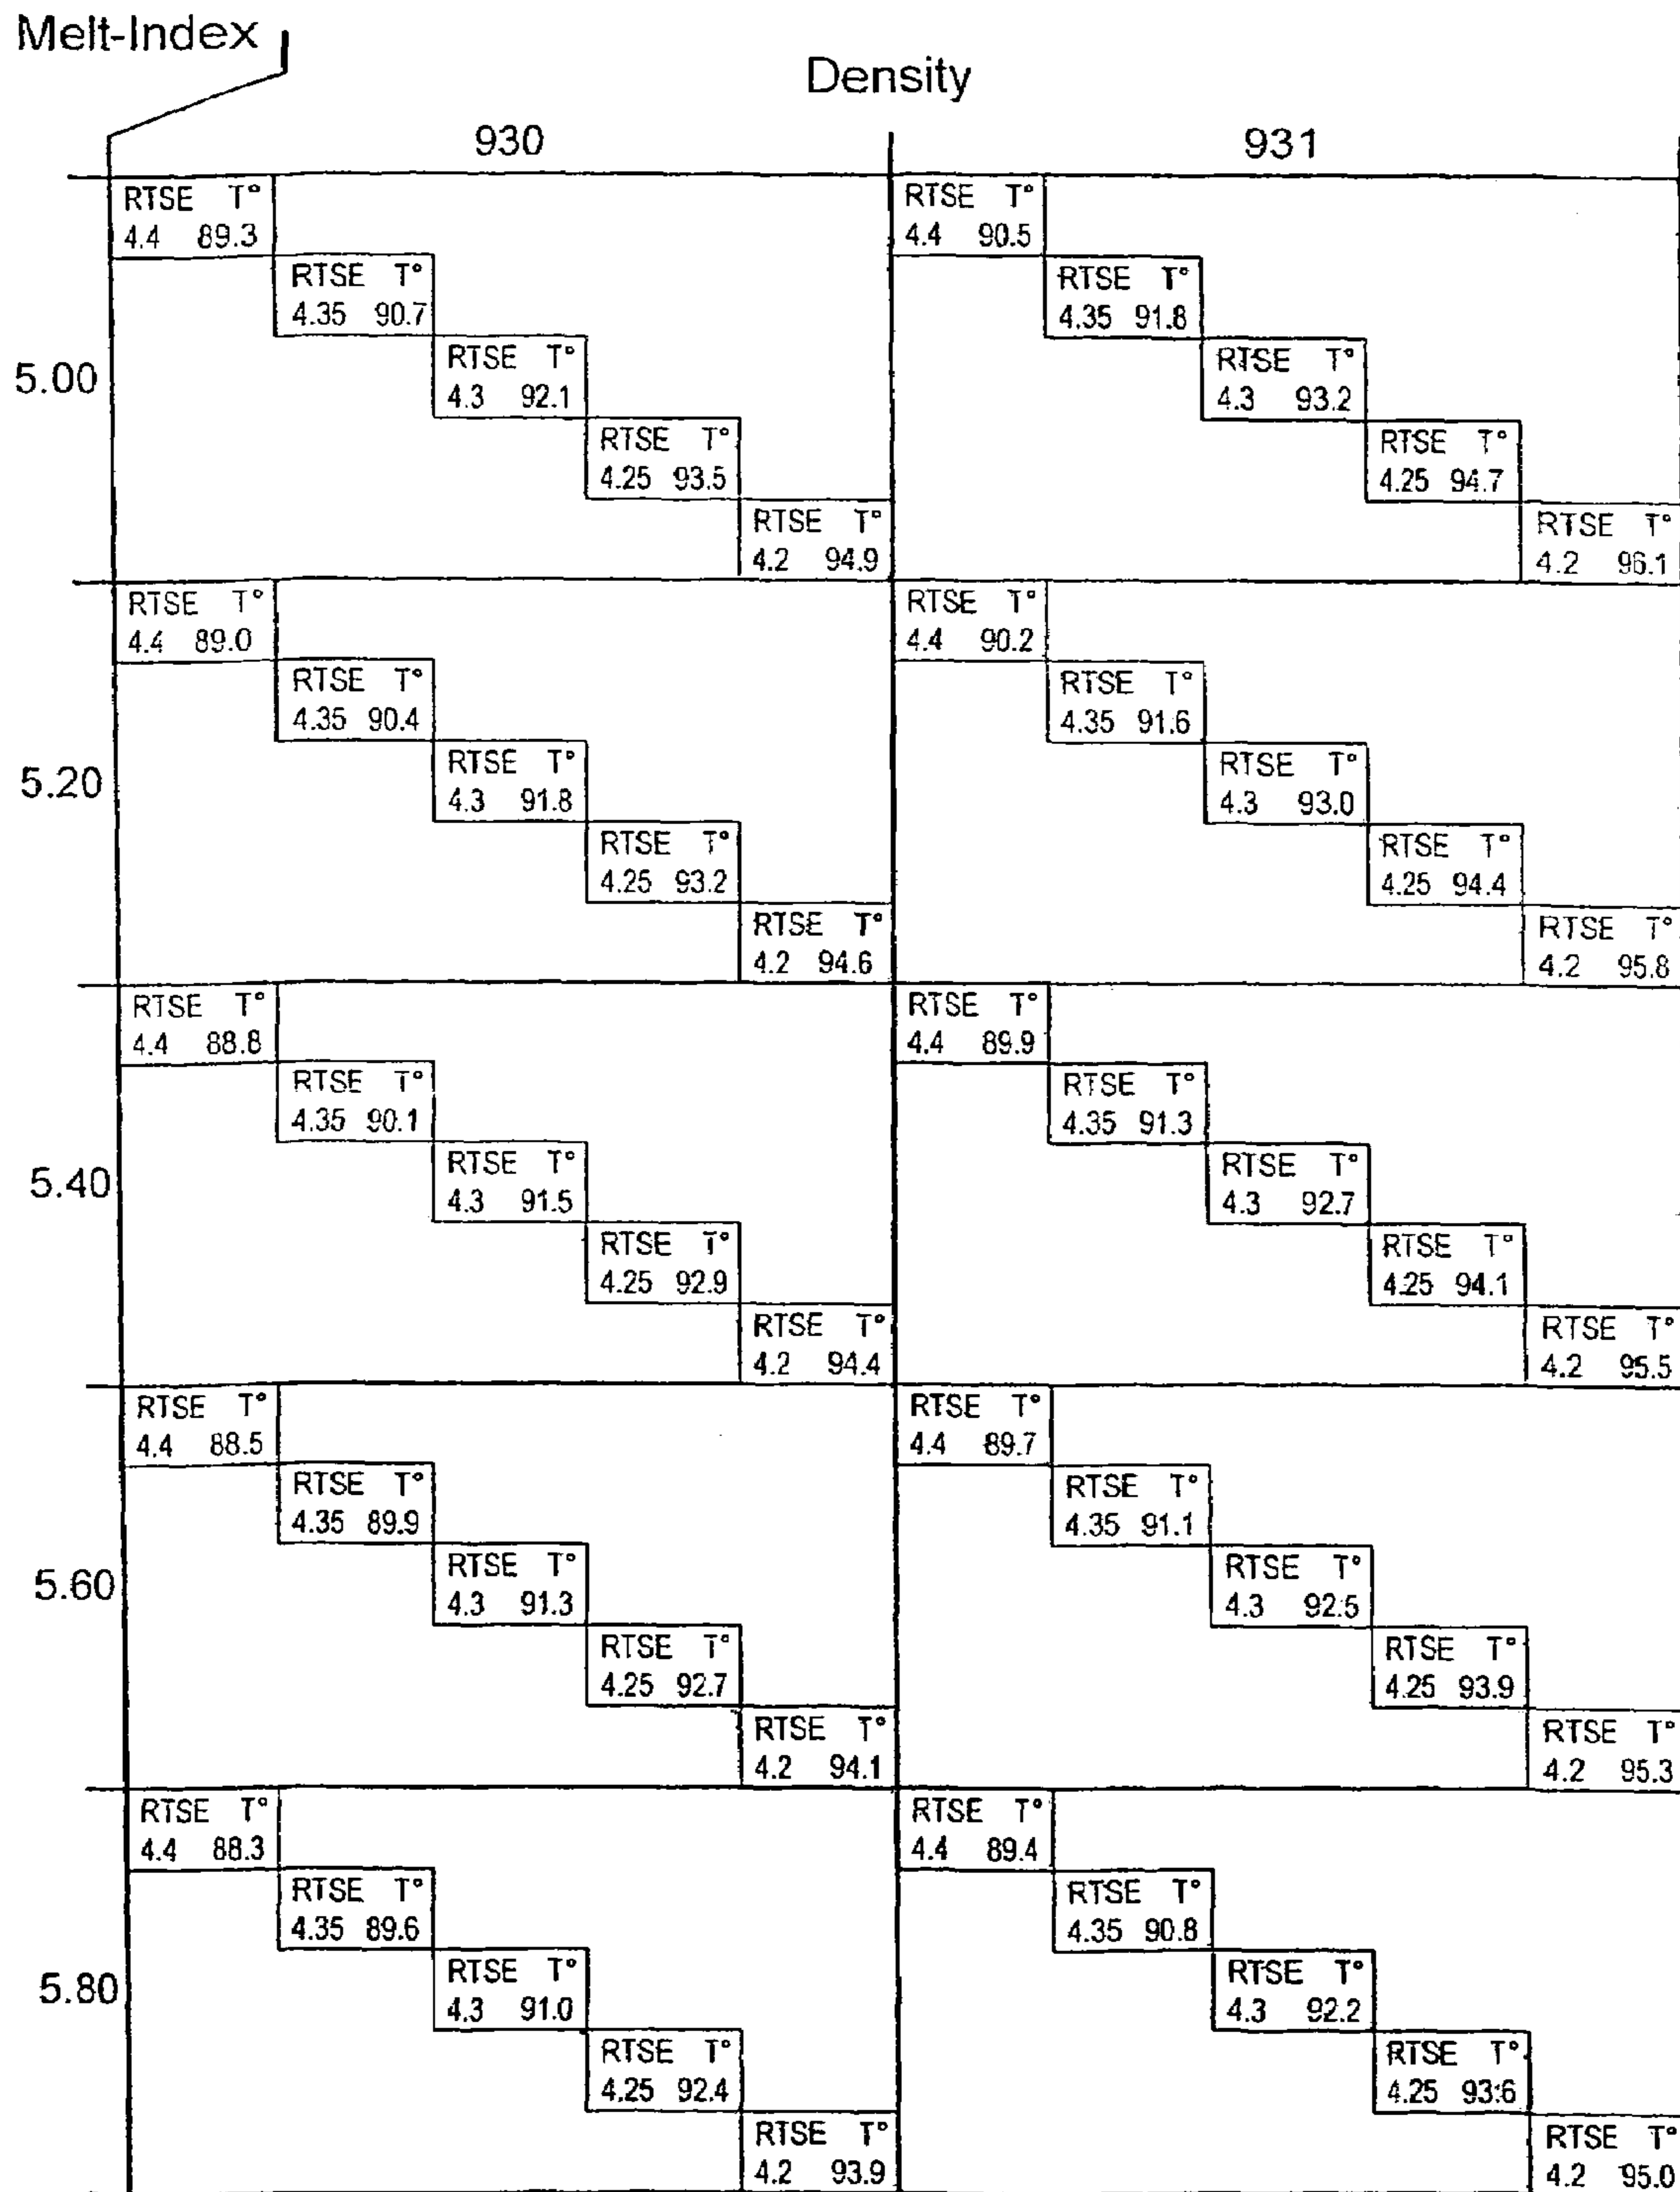 Melt-Index
Density
930 931
5.00
RTSE T° RTSE T°
4.4 89.3 4.4 90.5
RTSE T° RTSE T°
4.35 90.7 4.35 91.8
RTSE T° RTSE T°
4.3 92.1 4.3 93.2
RTSE T° RTSE T°
4.25 93.5 4.25 94.7
RTSE T° RTSE T°
4.2 94.9 4.2 96.1
5.20
RTSE T° RTSE T°
4.4 89.0 4.4 90.2
RTSE T° RTSE T°
4.35 90.4 4.35 91.6
RTSE T° RTSE T°
4.3 91.8 4.3 93.0
RTSE T° RTSE T°
4.25 93.2 4.25 94.4
RTSE T° RTSE T°
4.2 94.6 4.2 95.8
5.40
RTSE T° RTSE T°
4.4 88.8 4.4 89.9
RTSE T° RTSE T°
4.35 90.1 4.35 91.3
RTSE T° RTSE T°
4.3 91.5 4.3 92.7
RTSE T° RTSE T°
4.25 92.9 4.25 94.1
RTSE T° RTSE T°
4.2 94.4 4.2 95.5
5.60
RTSE T° RTSE T°
4.4 88.5 4.4 89.7
RTSE T° RTSE T°
4.35 89.9 4.35 91.1
RTSE T° RTSE T°
4.3 91.3 4.3 92.5
RTSE T° RTSE T°
4.25 92.7 4.25 93.9
RTSE T° RTSE T°
4.2 94.1 4.2 95.3
5.80
RTSE T° RTSE T°
4.4 88.3 4.4 89.4
RTSE T° RTSE T°
4.35 89.6 4.35 90.8
RTSE T° RTSE T°
4.3 91.0 4.3 92.2
RTSE T° RTSE T°
4.25 92.4 4.25 93.6
RTSE T° RTSE T°
4.2 93.9 4.2 95.0